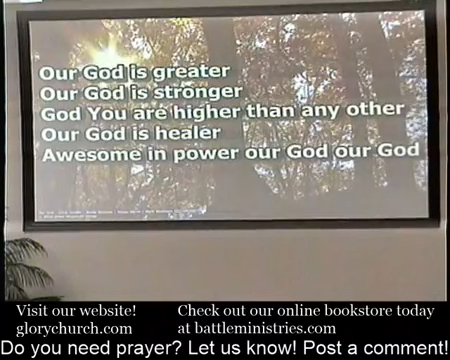 Our God is greater
Our God is stronger
God You are higher than any other
Our God is healer
Awesome in power our God our God
Visit our website!
glorychurch.com
Check out our online bookstore today
at battleministries.com
Do you need prayer? Let us know! Post a comment!